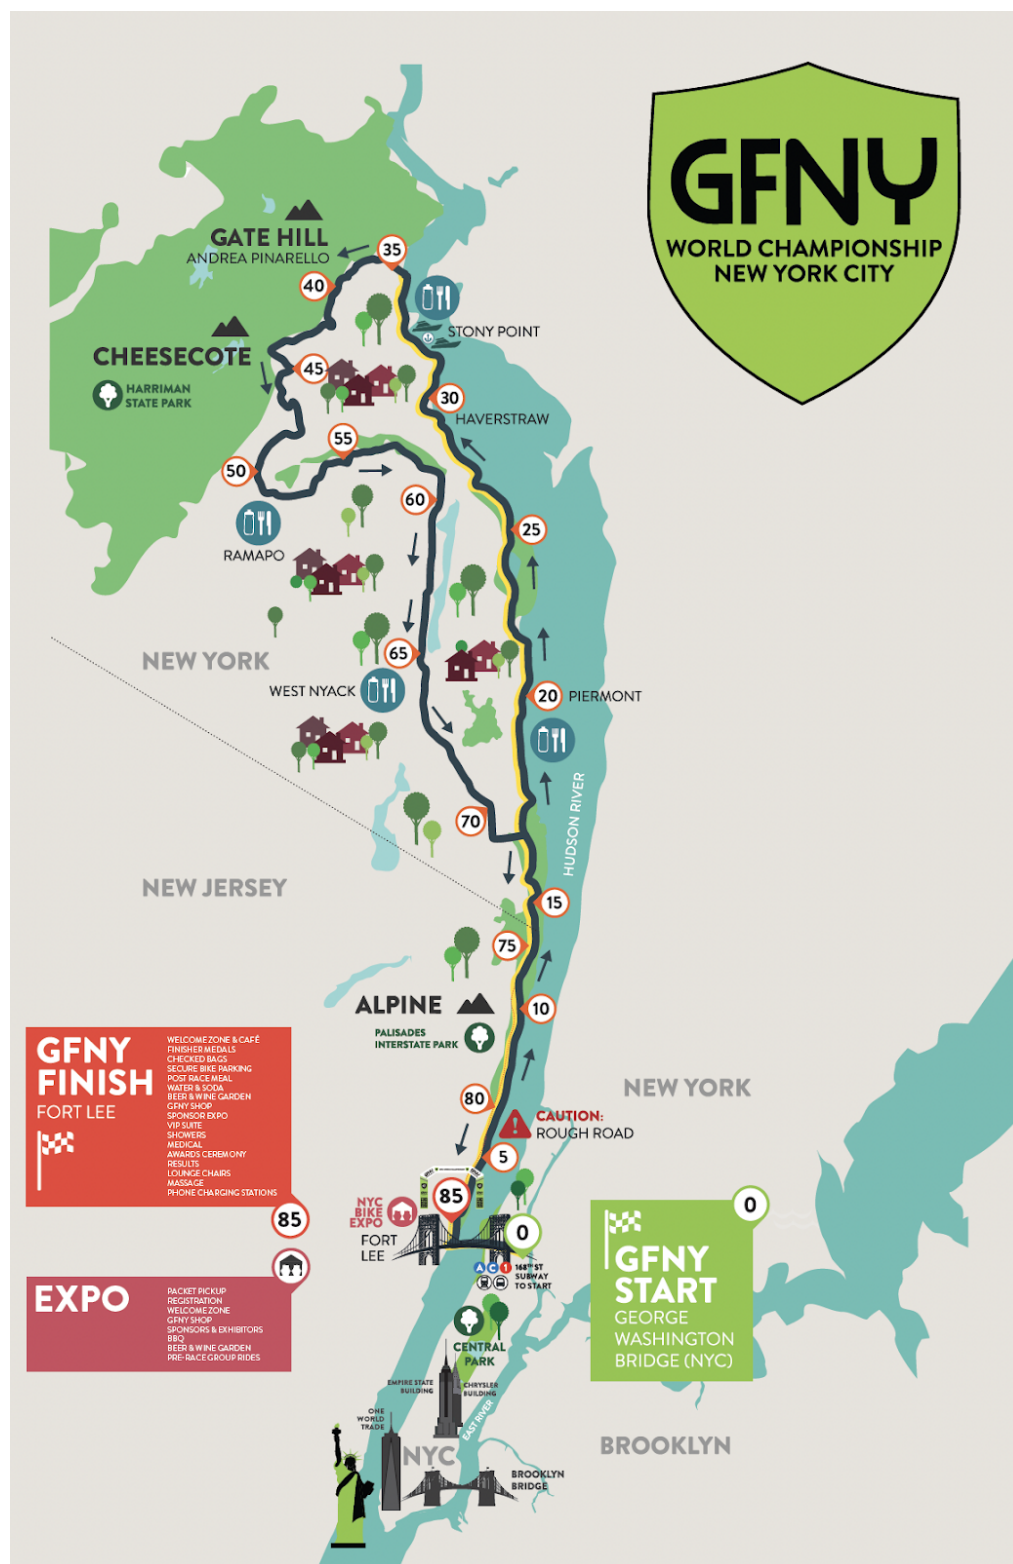 GFNY
WORLD CHAMPIONSHIP
NEW YORK CITY
GATE HILL
ANDREA PINARELLO
35
40
STONY POINT
CHEESECOTE
HARRIMAN
STATE PARK
45
30
HAVERSTRAW
55
50
60
25
RAMAPO
NEW YORK
65
WEST NYACK
20
PIERMONT
HUDSON RIVER
70
NEW JERSEY
15
75
ALPINE
10
PALISADES
INTERSTATE PARK
GFNY
FINISH
FORT LEE
WELCOME ZONE & CAFÉ
FINISHER MEDALS
CHECKED BAGS
SECURE BIKE PARKING
POST RACE MEAL
WATER & SODA
BEER & WINE GARDEN
GFNY SHOP
SPONSOR EXPO
VIP SUITE
SHOWERS
MEDICAL
AWARDS CEREMONY
RESULTS
LOUNGE CHAIRS
MASSAGE
PHONE CHARGING STATIONS
85
NEW YORK
80
CAUTION:
ROUGH ROAD
5
85
NYC
BIKE
EXPO
FORT
LEE
0
A C 1
168TH ST
SUBWAY
TO START
0
GFNY
START
GEORGE
WASHINGTON
BRIDGE (NYC)
EXPO
PACKET PICKUP
REGISTRATION
WELCOME ZONE
GFNY SHOP
SPONSORS & EXHIBITORS
BBQ
BEER & WINE GARDEN
PRE-RACE GROUP RIDES
CENTRAL
PARK
EMPIRE STATE
BUILDING
CHRYSLER
BUILDING
ONE
WORLD
TRADE
EAST RIVER
NYC
BROOKLYN
BROOKLYN
BRIDGE